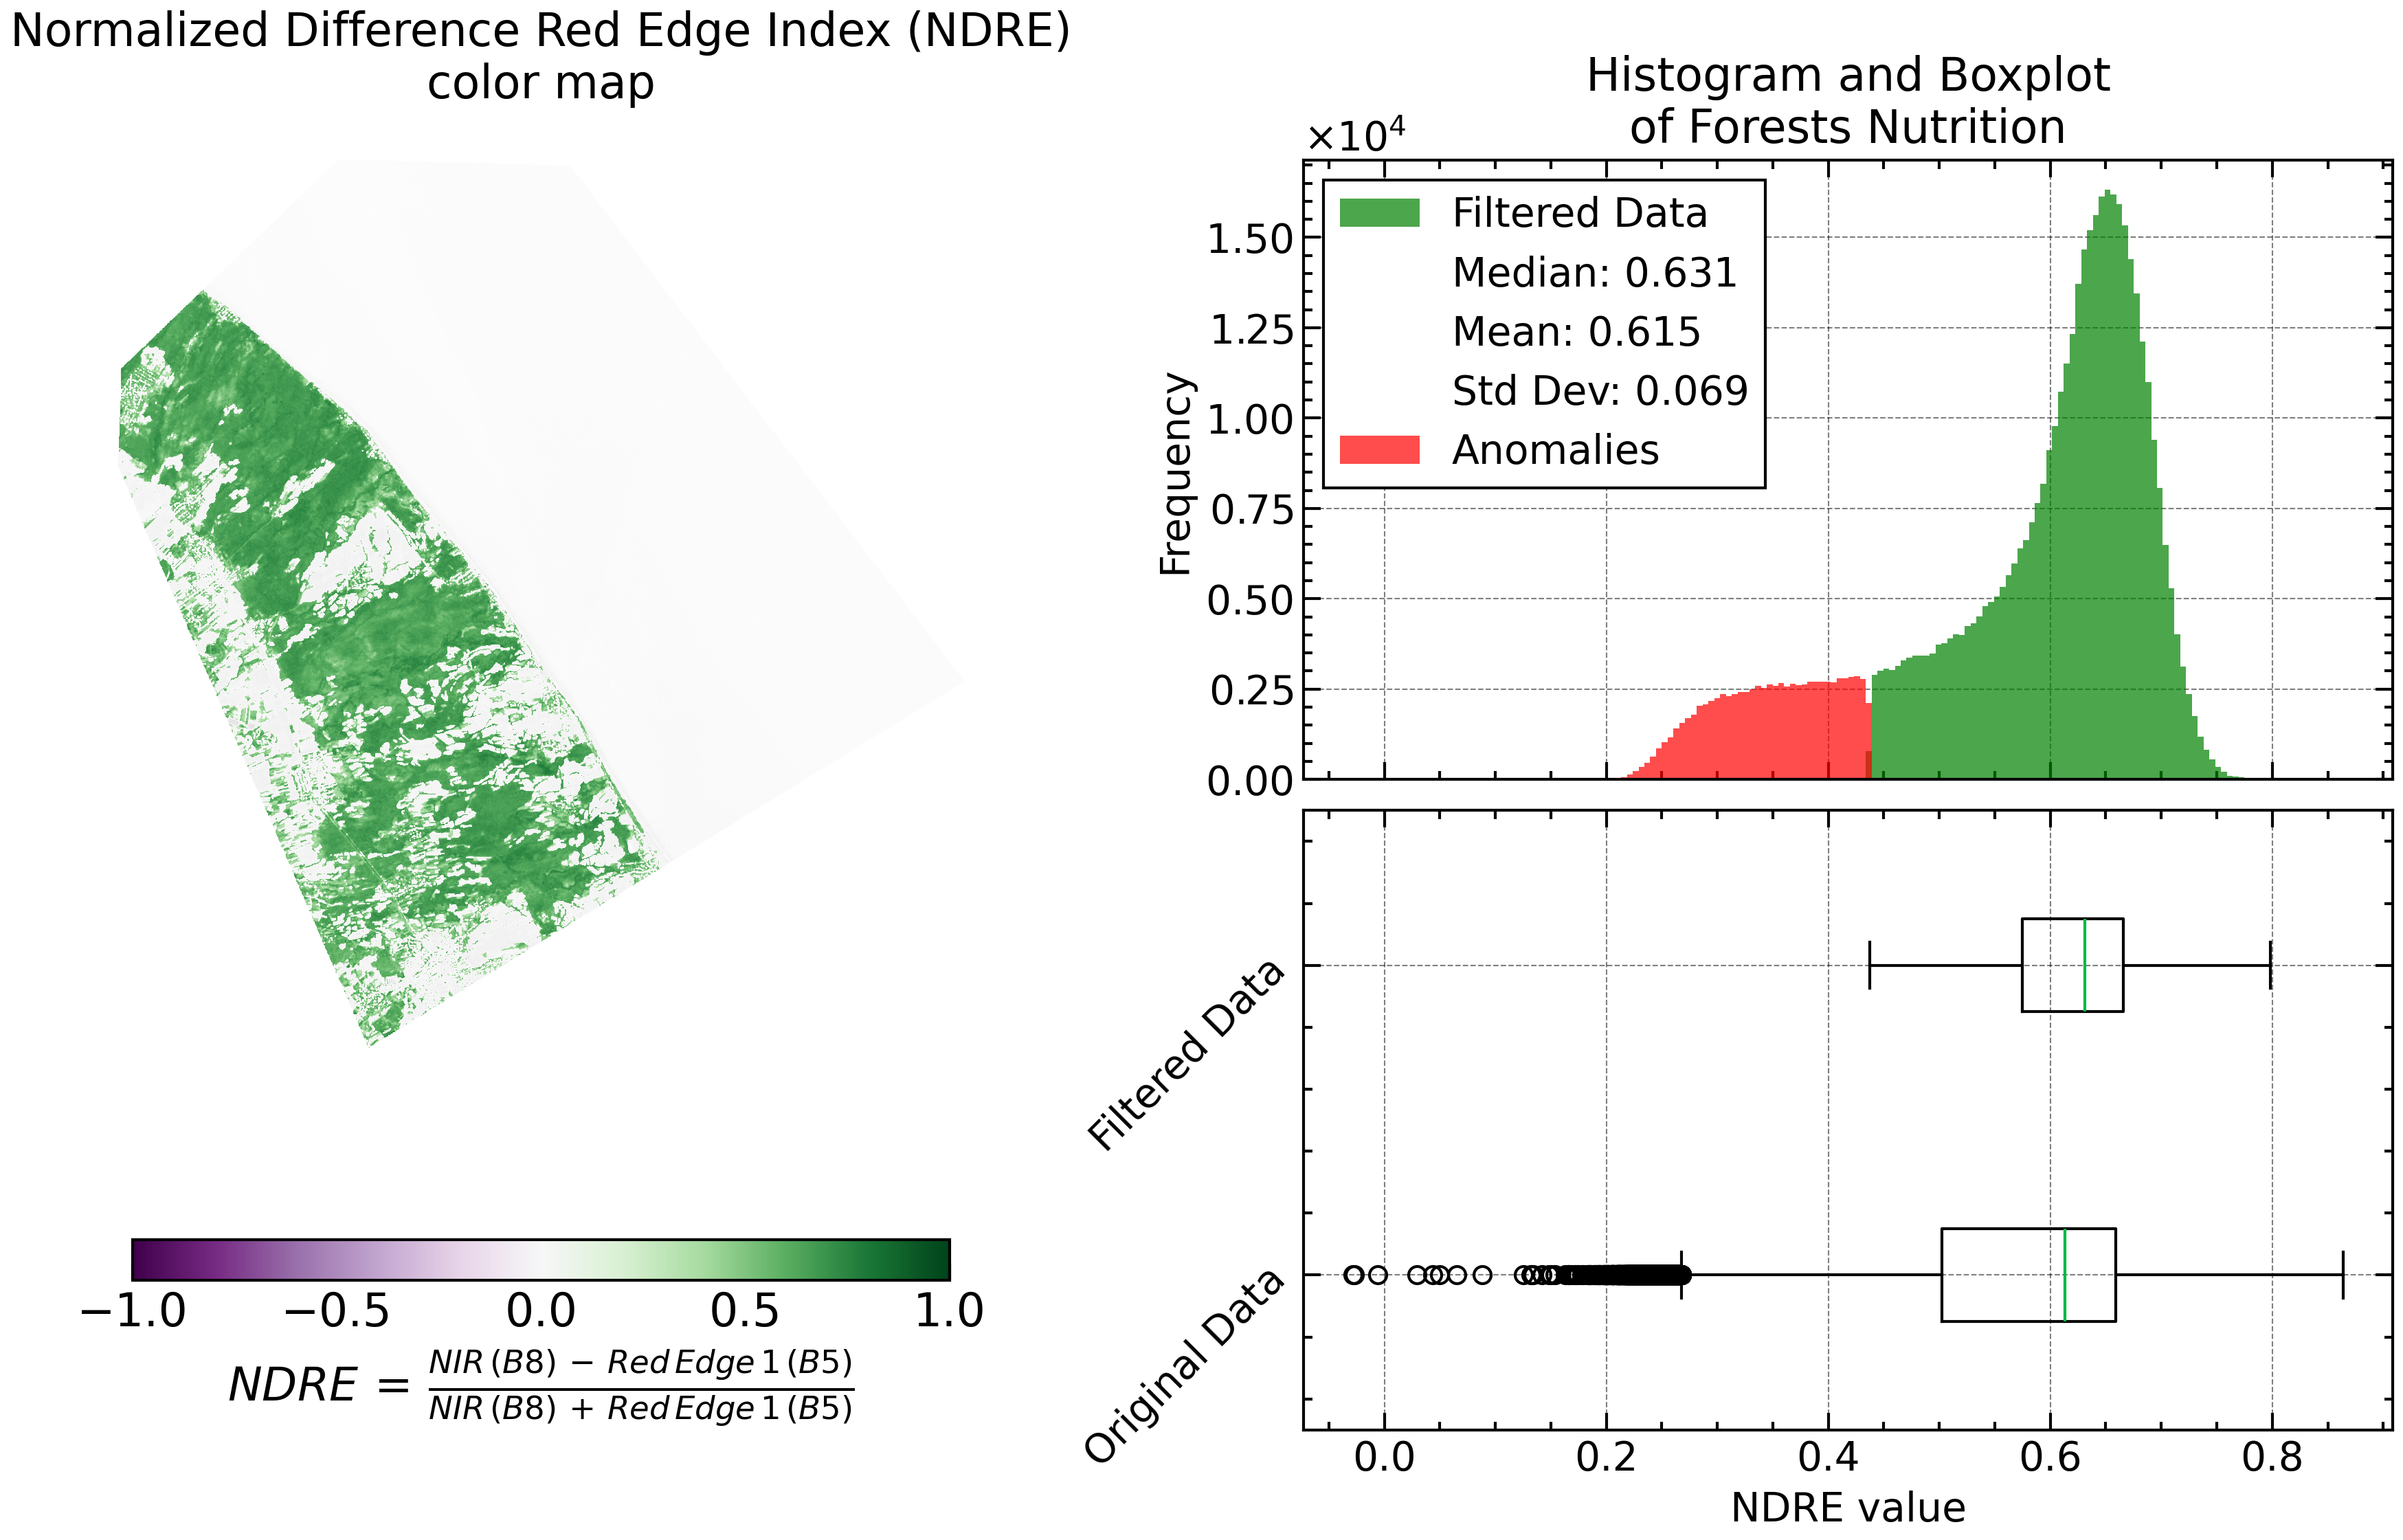 Normalized Difference Red Edge Index (NDRE)
color map
−1.0 −0.5 0.0 0.5 1.0
NDRE = NIR (B8) − Red Edge 1 (B5) / NIR (B8) + Red Edge 1 (B5)
Histogram and Boxplot
of Forests Nutrition
×10⁴
Filtered Data
Median: 0.631
Mean: 0.615
Std Dev: 0.069
Anomalies
Frequency
1.50
1.25
1.00
0.75
0.50
0.25
0.00
Filtered Data
Original Data
0.0 0.2 0.4 0.6 0.8
NDRE value